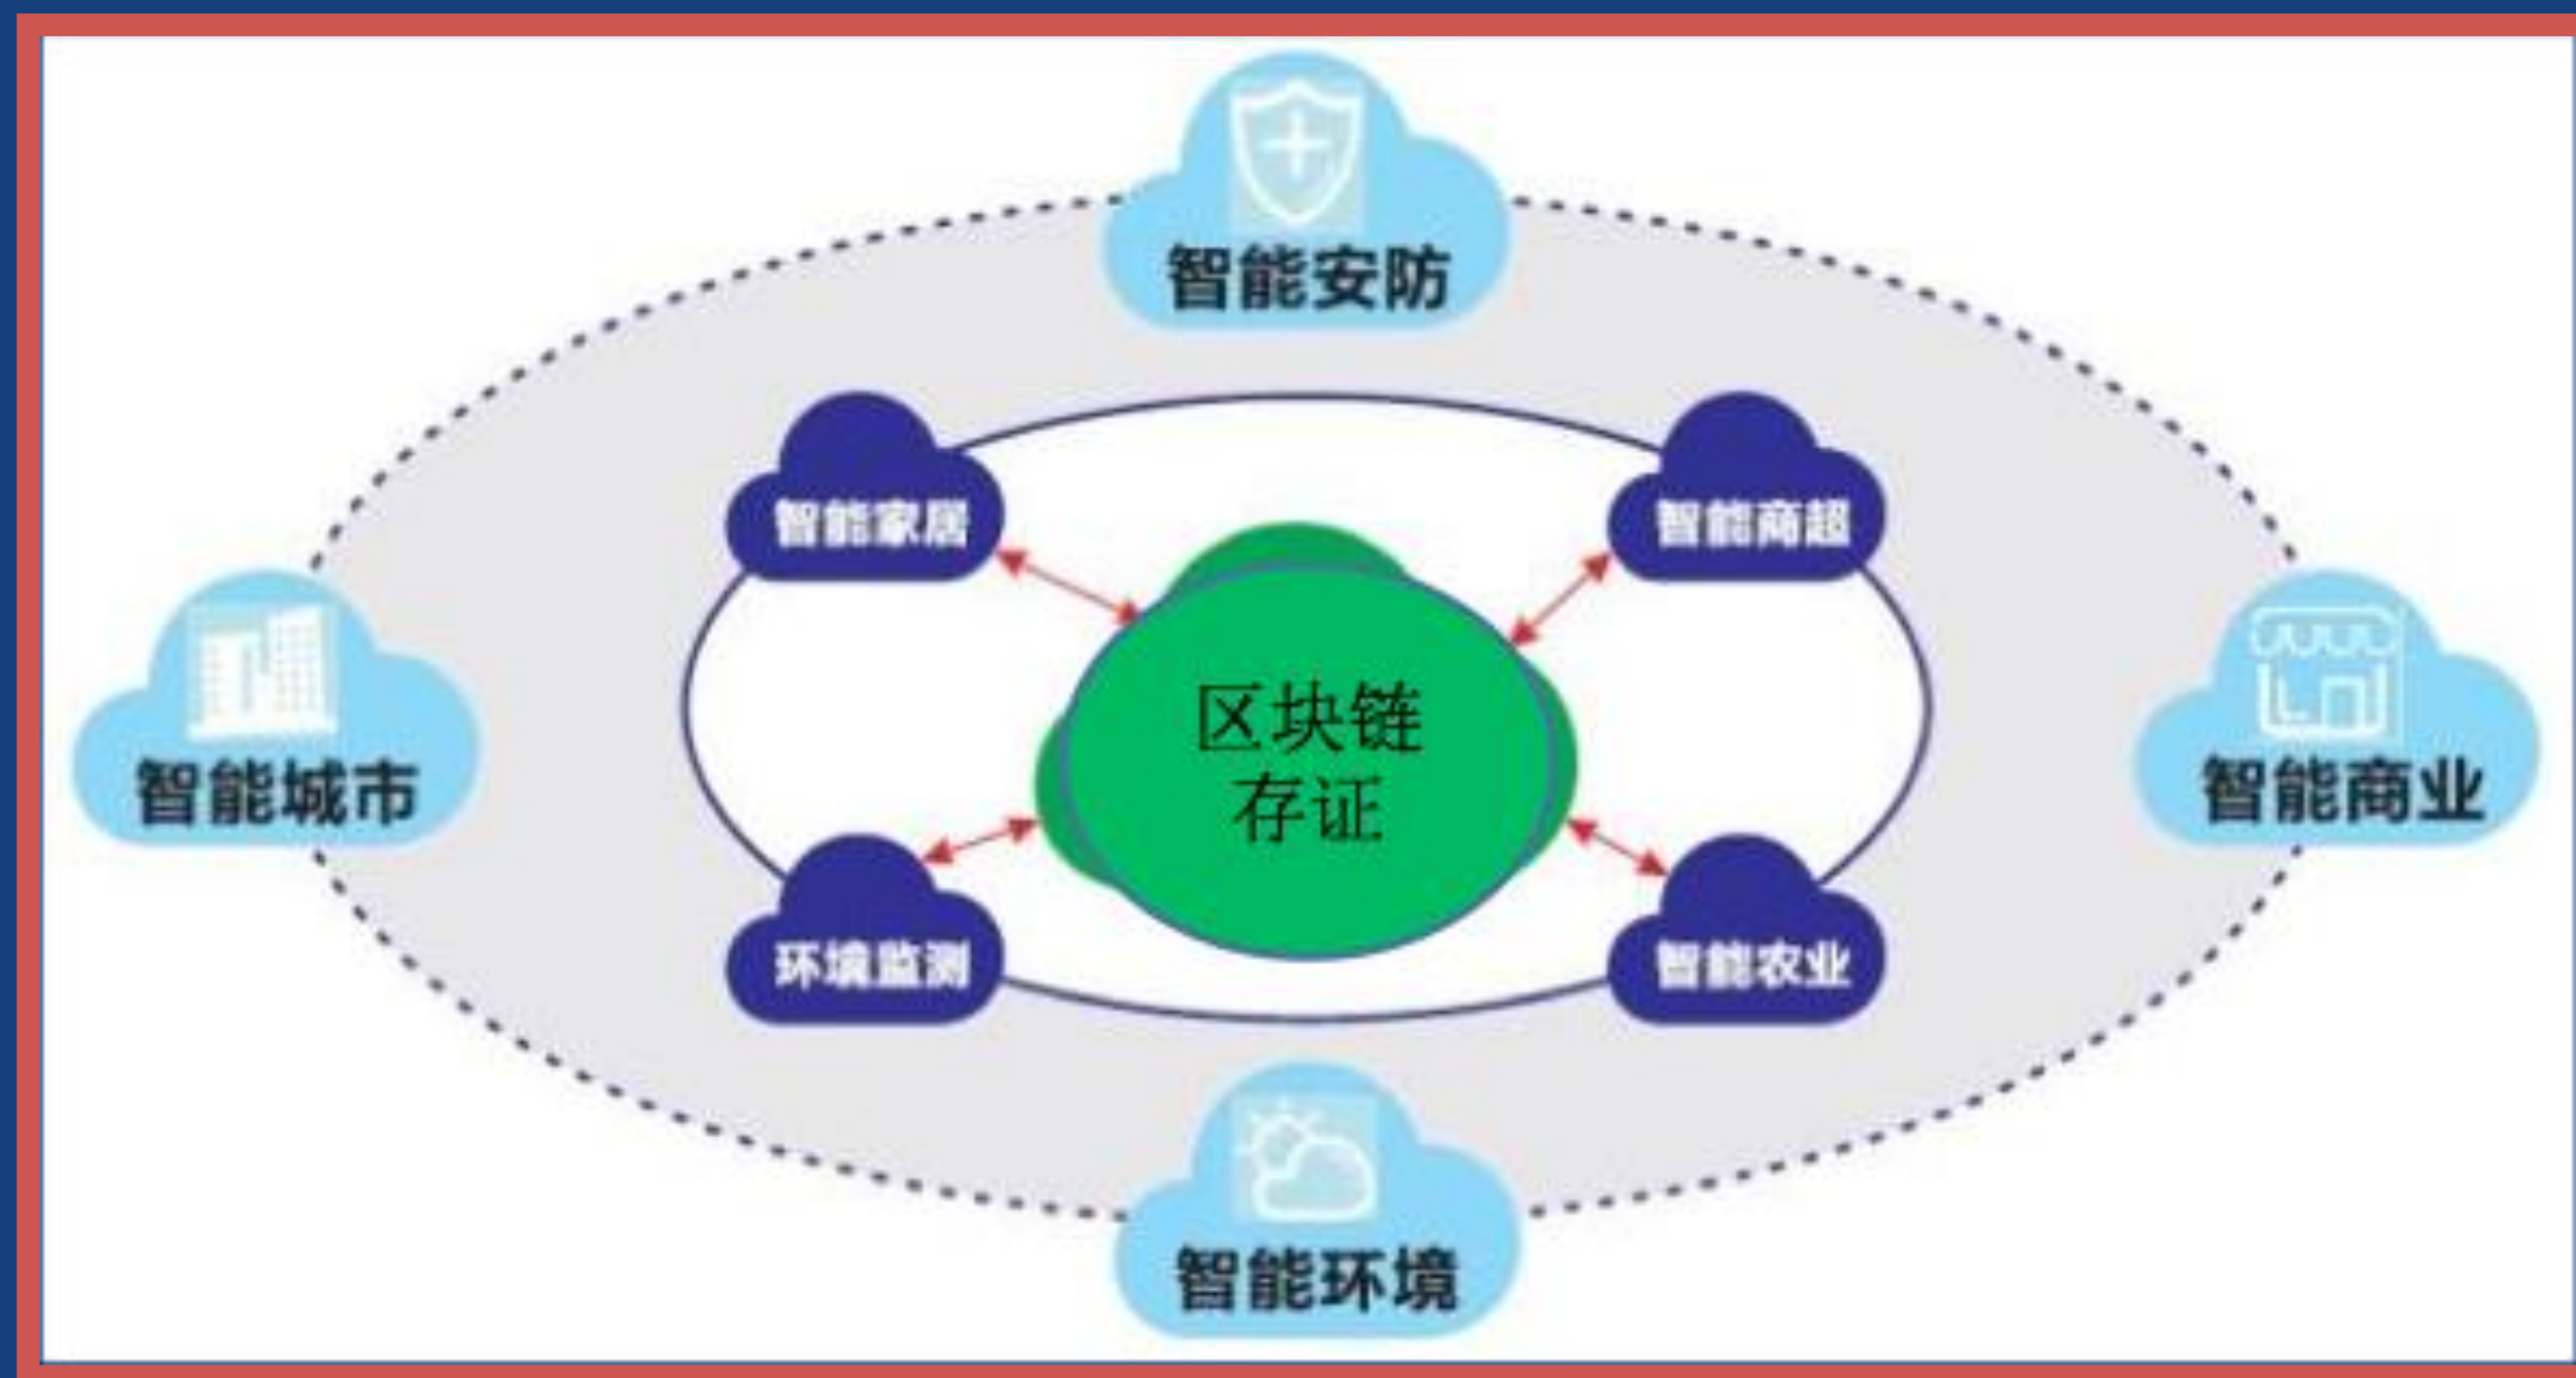 智能安防
智能家居
智能商超
区块链
存证
智能城市
智能商业
环境监测
智能农业
智能环境